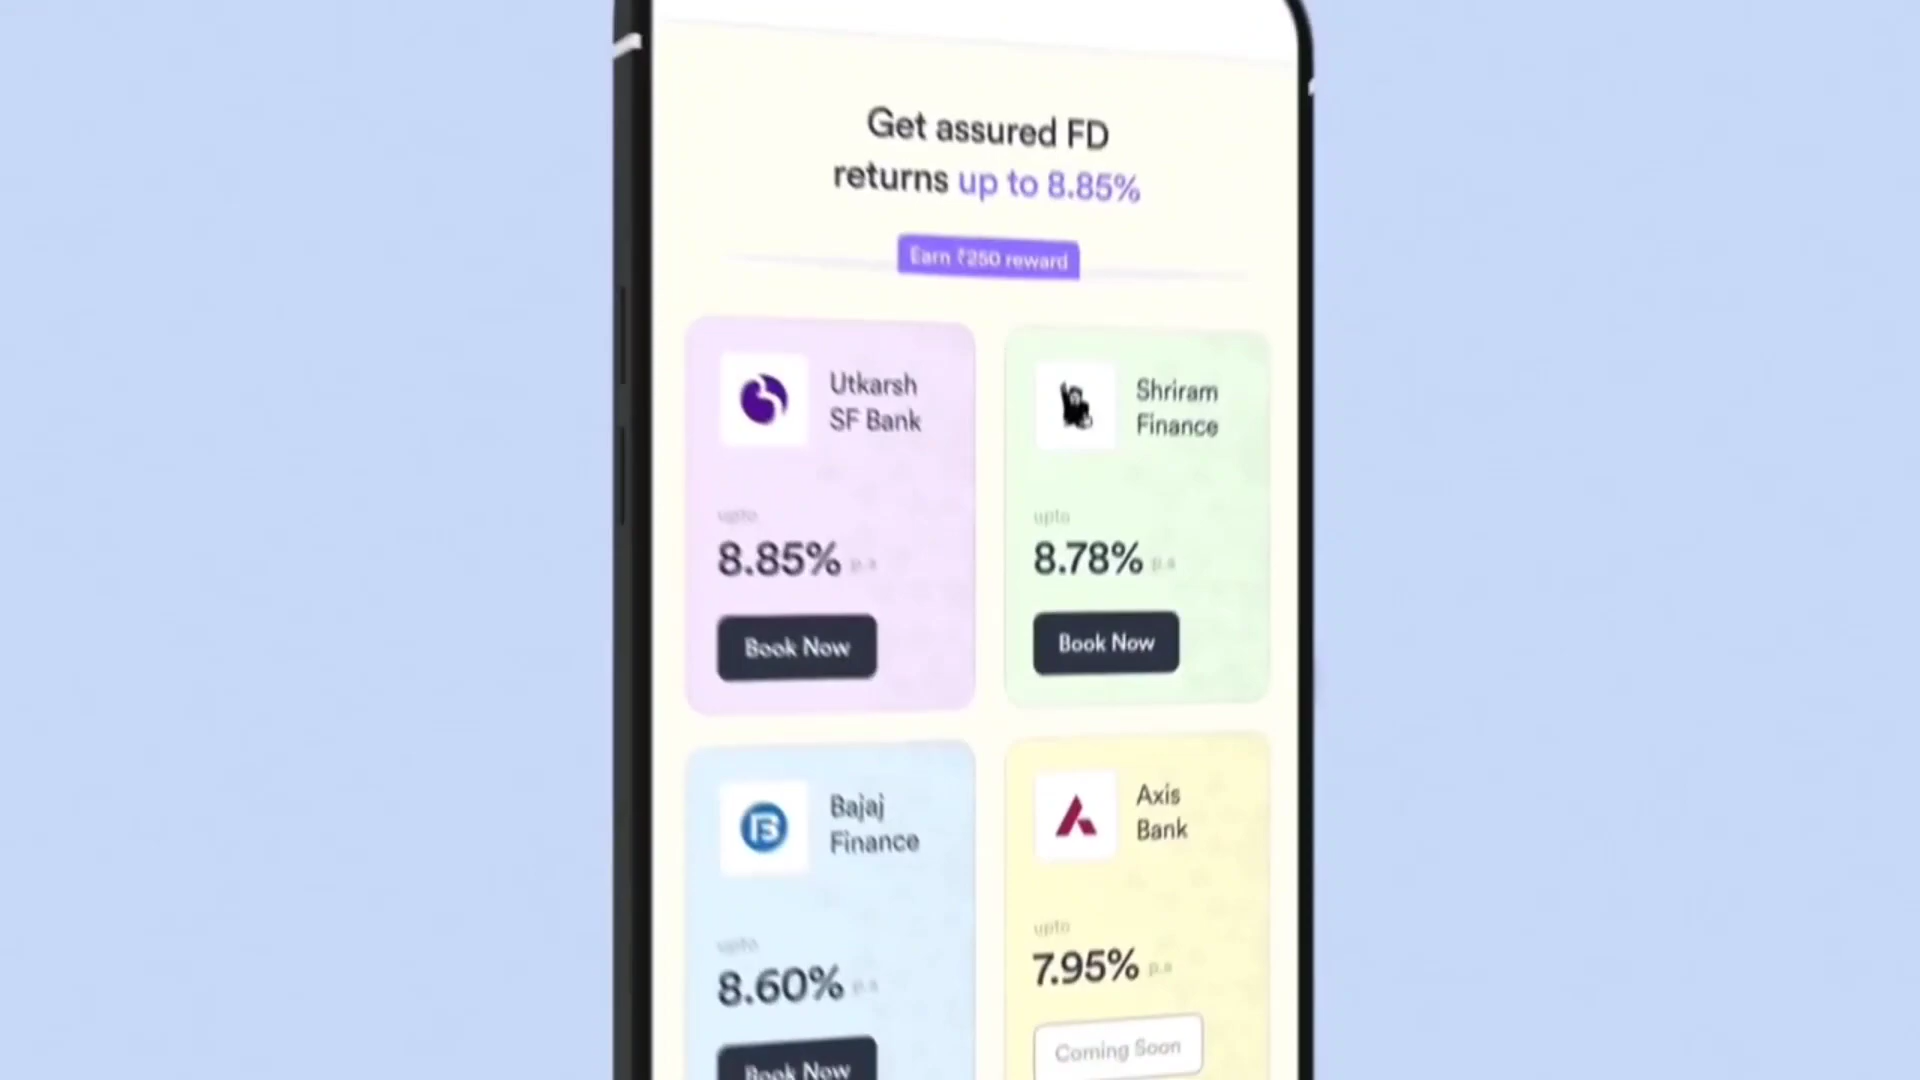 Get assured FD
returns up to 8.85%
Earn ₹250 reward
Utkarsh
SF Bank
upto
8.85% p.a
Book Now
Shriram
Finance
upto
8.78% p.a
Book Now
Bajaj
Finance
upto
8.60% p.a
Book Now
Axis
Bank
upto
7.95% p.a
Coming Soon